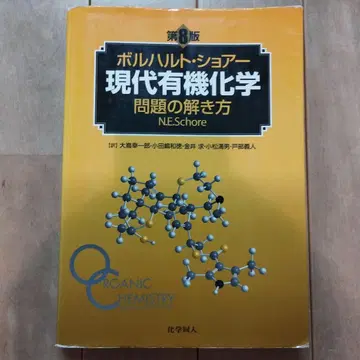 第8版
ボルハルト・ショアー
現代有機化学
問題の解き方
N.E.Schore
[訳] 大嶌幸一郎・小田嶋和徳・金井 求・小松満男・戸部義人
ORGANIC
CHEMISTRY
化学同人